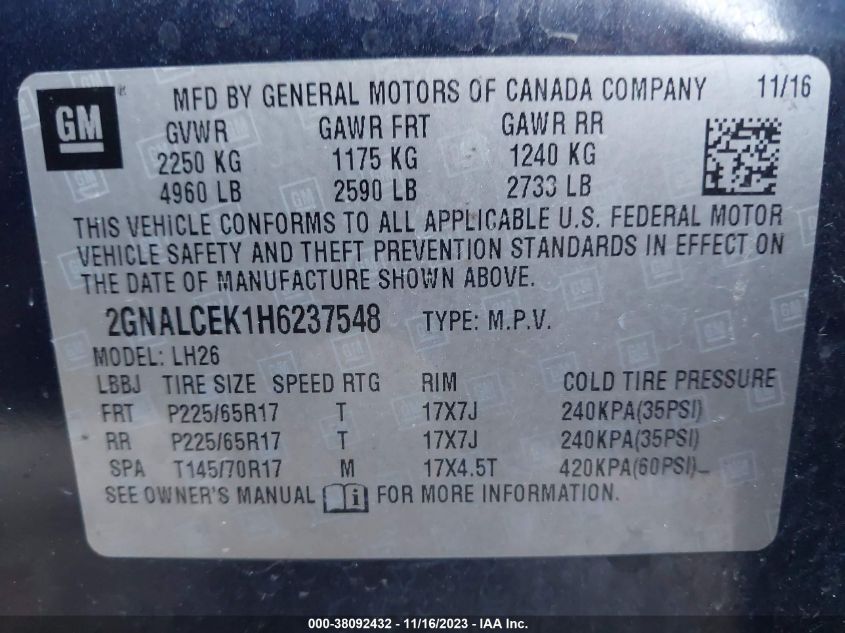 GM MFD BY GENERAL MOTORS OF CANADA COMPANY 11/16
GVWR GAWR FRT GAWR RR
2250 KG 1175 KG 1240 KG
4960 LB 2590 LB 2733 LB
THIS VEHICLE CONFORMS TO ALL APPLICABLE U.S. FEDERAL MOTOR
VEHICLE SAFETY AND THEFT PREVENTION STANDARDS IN EFFECT ON
THE DATE OF MANUFACTURE SHOWN ABOVE.
2GNALCEK1H6237548 TYPE: M.P.V.
MODEL: LH26
LBBJ TIRE SIZE SPEED RTG RIM COLD TIRE PRESSURE
FRT P225/65R17 T 17X7J 240KPA(35PSI)
RR P225/65R17 T 17X7J 240KPA(35PSI)
SPA T145/70R17 M 17X4.5T 420KPA(60PSI)
SEE OWNER'S MANUAL i FOR MORE INFORMATION.
000-38092432 - 11/16/2023 - IAA Inc.